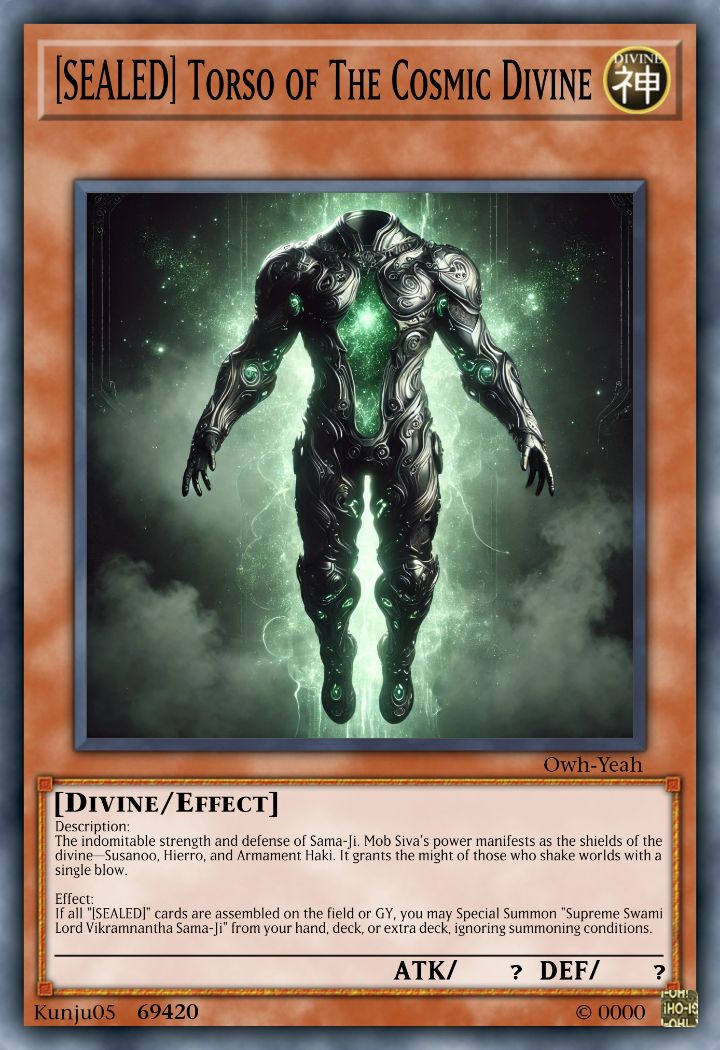 [SEALED] Torso of The Cosmic Divine
DIVINE
神
Owh-Yeah
[Divine/Effect]
Description:
The indomitable strength and defense of Sama-Ji. Mob Siva's power manifests as the shields of the
divine—Susanoo, Hierro, and Armament Haki. It grants the might of those who shake worlds with a
single blow.
Effect:
If all "[SEALED]" cards are assembled on the field or GY, you may Special Summon "Supreme Swami
Lord Vikramnantha Sama-Ji" from your hand, deck, or extra deck, ignoring summoning conditions.
ATK/ ? DEF/ ?
Kunju05 69420 © 0000